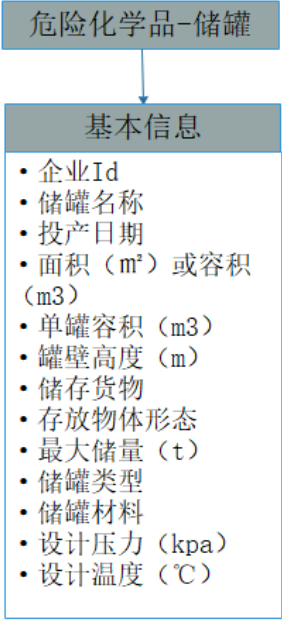 危险化学品-储罐
基本信息
•企业Id
•储罐名称
•投产日期
•面积（㎡）或容积
（m3）
•单罐容积（m3）
•罐壁高度（m）
•储存货物
•存放物体形态
•最大储量（t）
•储罐类型
•储罐材料
•设计压力（kpa）
•设计温度（℃）